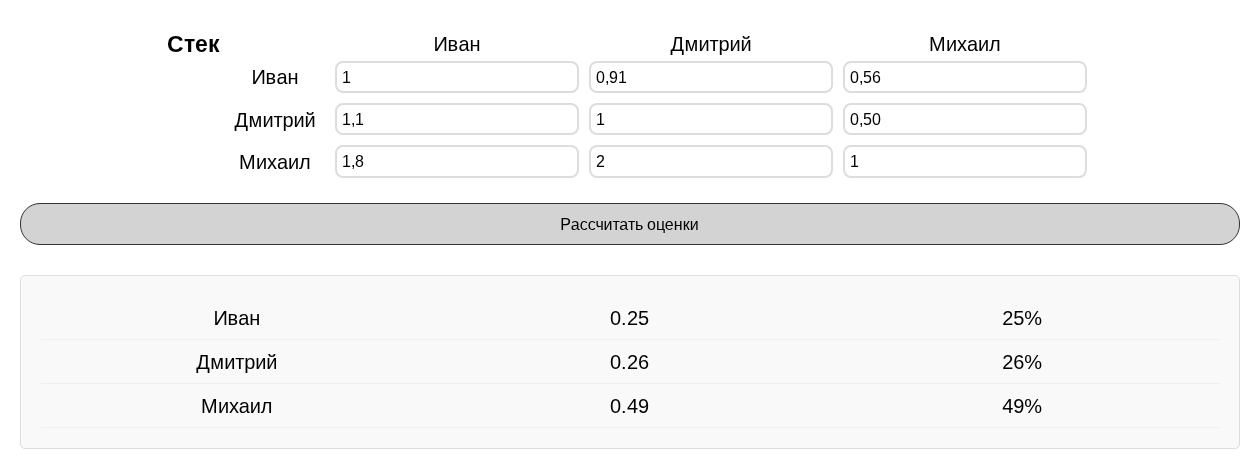 Стек Иван Дмитрий Михаил
Иван 1 0,91 0,56
Дмитрий 1,1 1 0,50
Михаил 1,8 2 1
Рассчитать оценки
Иван 0.25 25%
Дмитрий 0.26 26%
Михаил 0.49 49%